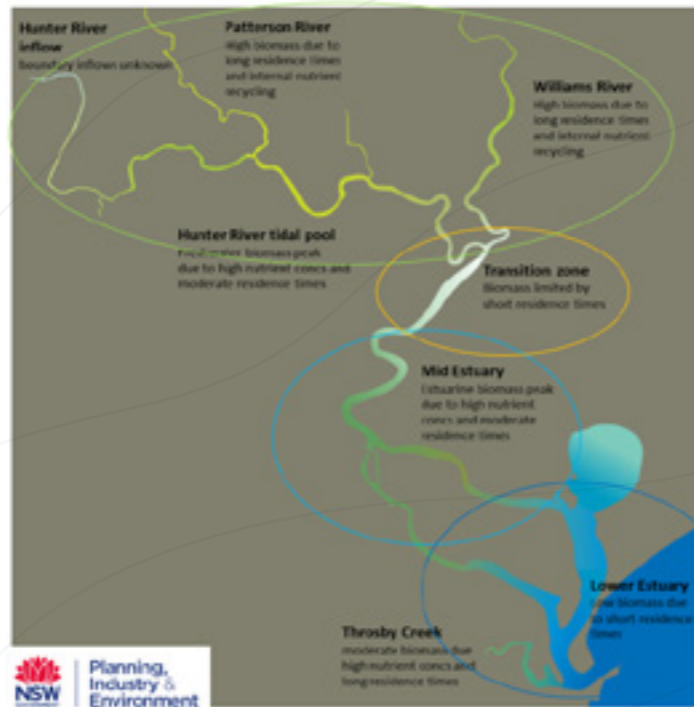 Hunter River
inflow
boundary inflows unknown
Patterson River
High biomass due to
long residence times
and internal nutrient
recycling
Williams River
High biomass due to
long residence times
and internal nutrient
recycling
Hunter River tidal pool
Freshwater biomass peak
due to high nutrient concs and
moderate residence times
Transition zone
Biomass limited by
short residence times
Mid Estuary
Estuarine biomass peak
due to high nutrient
concs and moderate
residence times
Lower Estuary
Low biomass due
to short residence
times
Throsby Creek
moderate biomass due
high nutrient concs and
long residence times
NSW
Planning,
Industry &
Environment